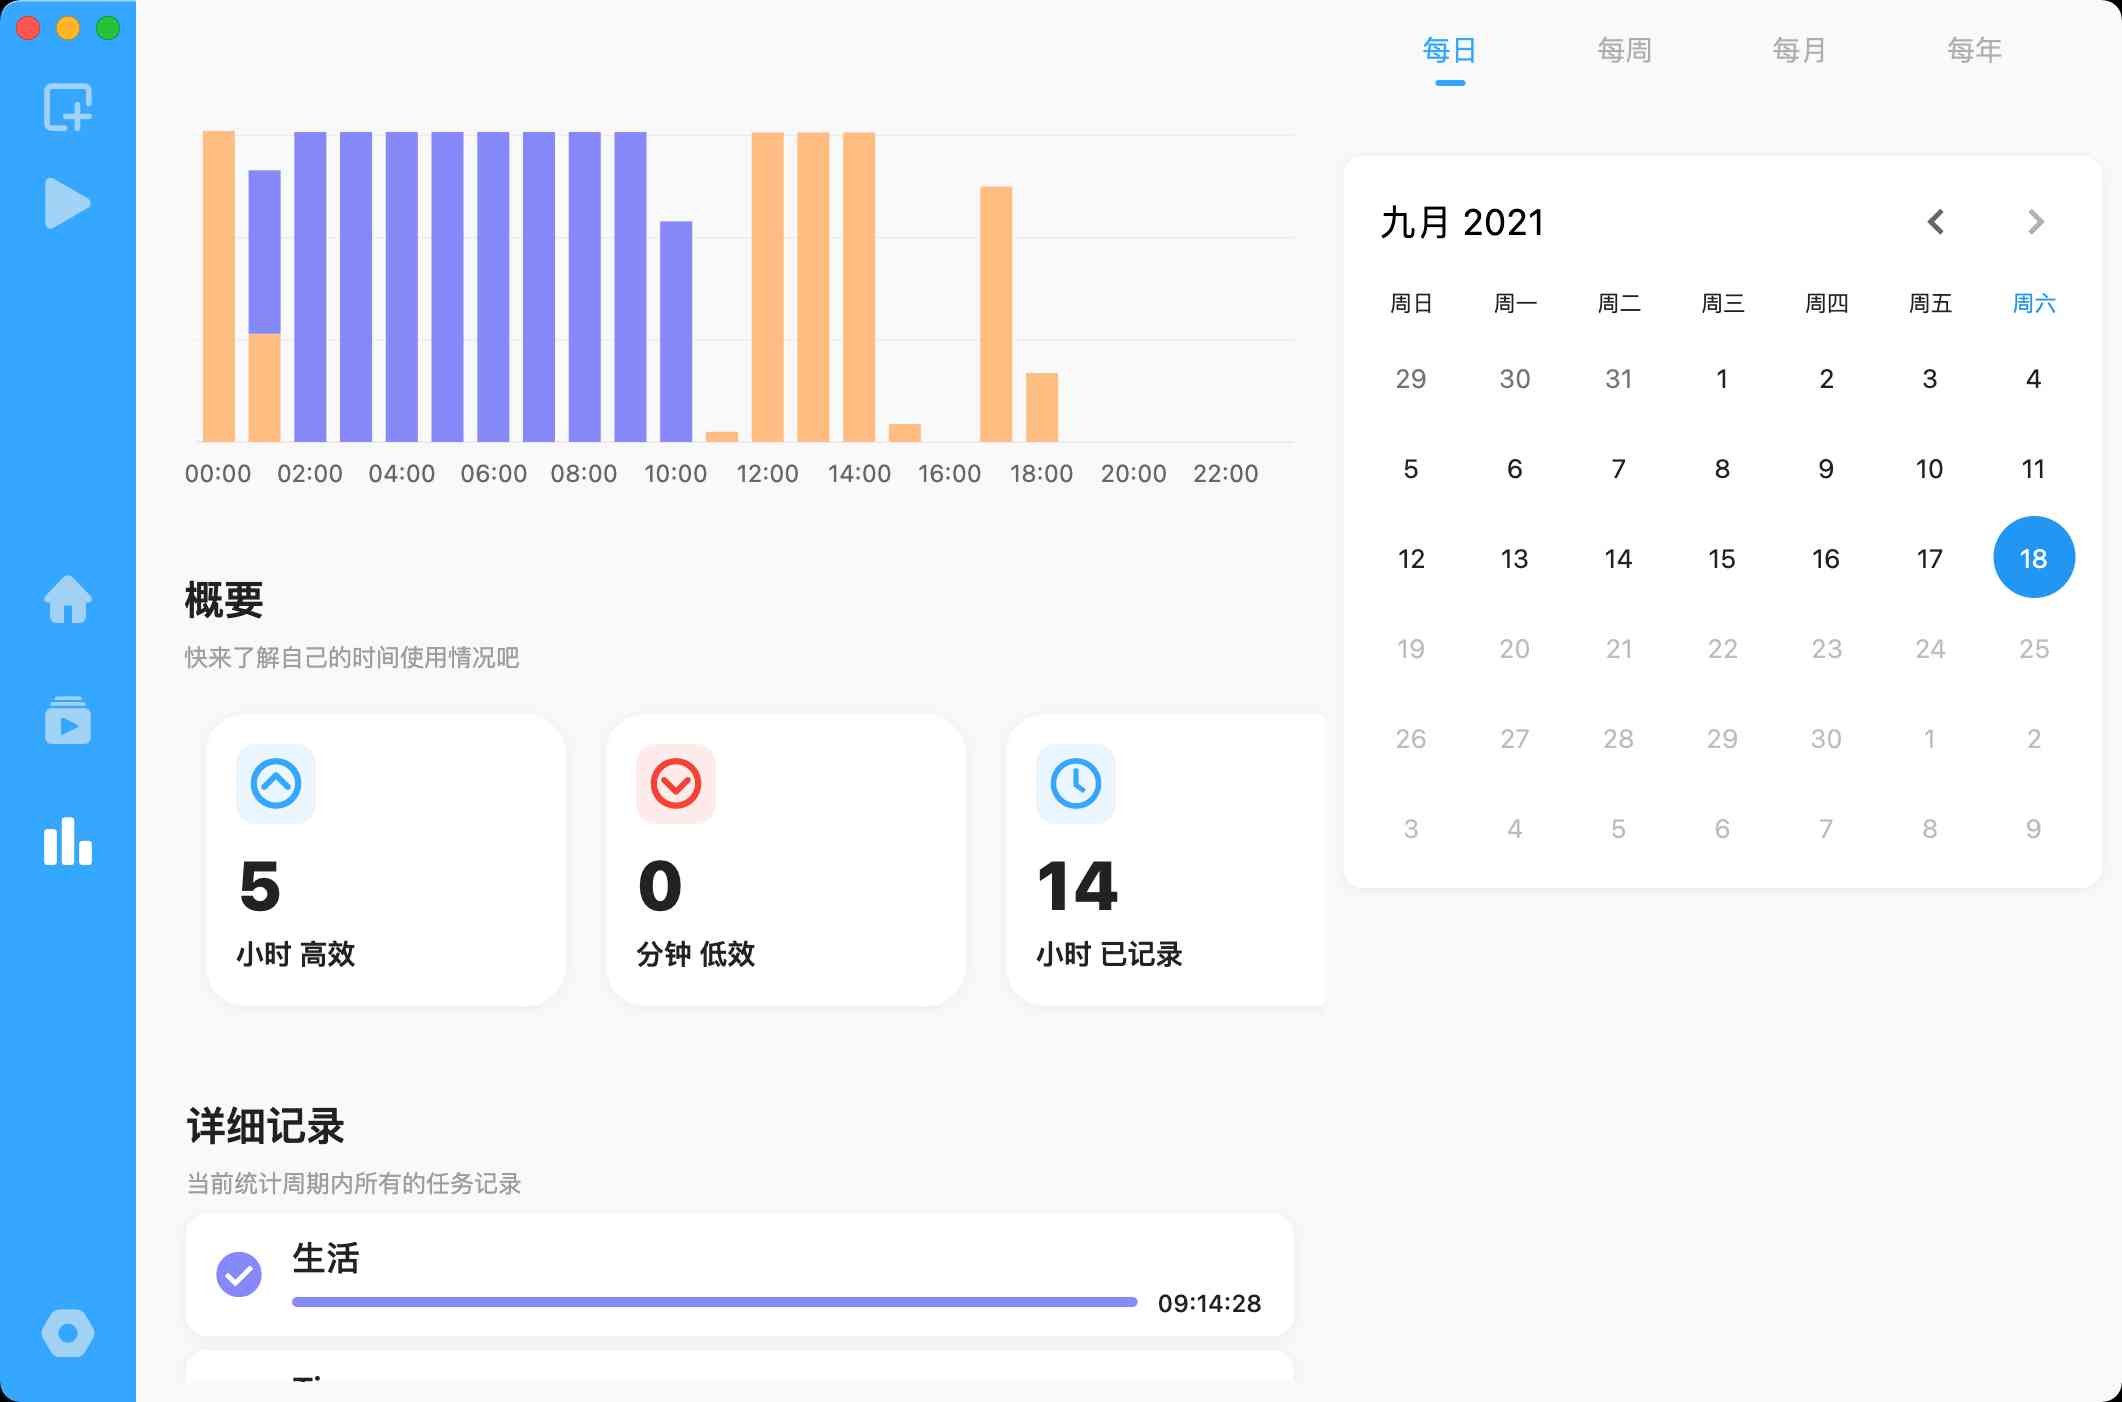 每日 每周 每月 每年
00:00 02:00 04:00 06:00 08:00 10:00 12:00 14:00 16:00 18:00 20:00 22:00
概要
快来了解自己的时间使用情况吧
5
小时 高效
0
分钟 低效
14
小时 已记录
详细记录
当前统计周期内所有的任务记录
生活
09:14:28
九月 2021
周日 周一 周二 周三 周四 周五 周六
29 30 31 1 2 3 4
5 6 7 8 9 10 11
12 13 14 15 16 17 18
19 20 21 22 23 24 25
26 27 28 29 30 1 2
3 4 5 6 7 8 9